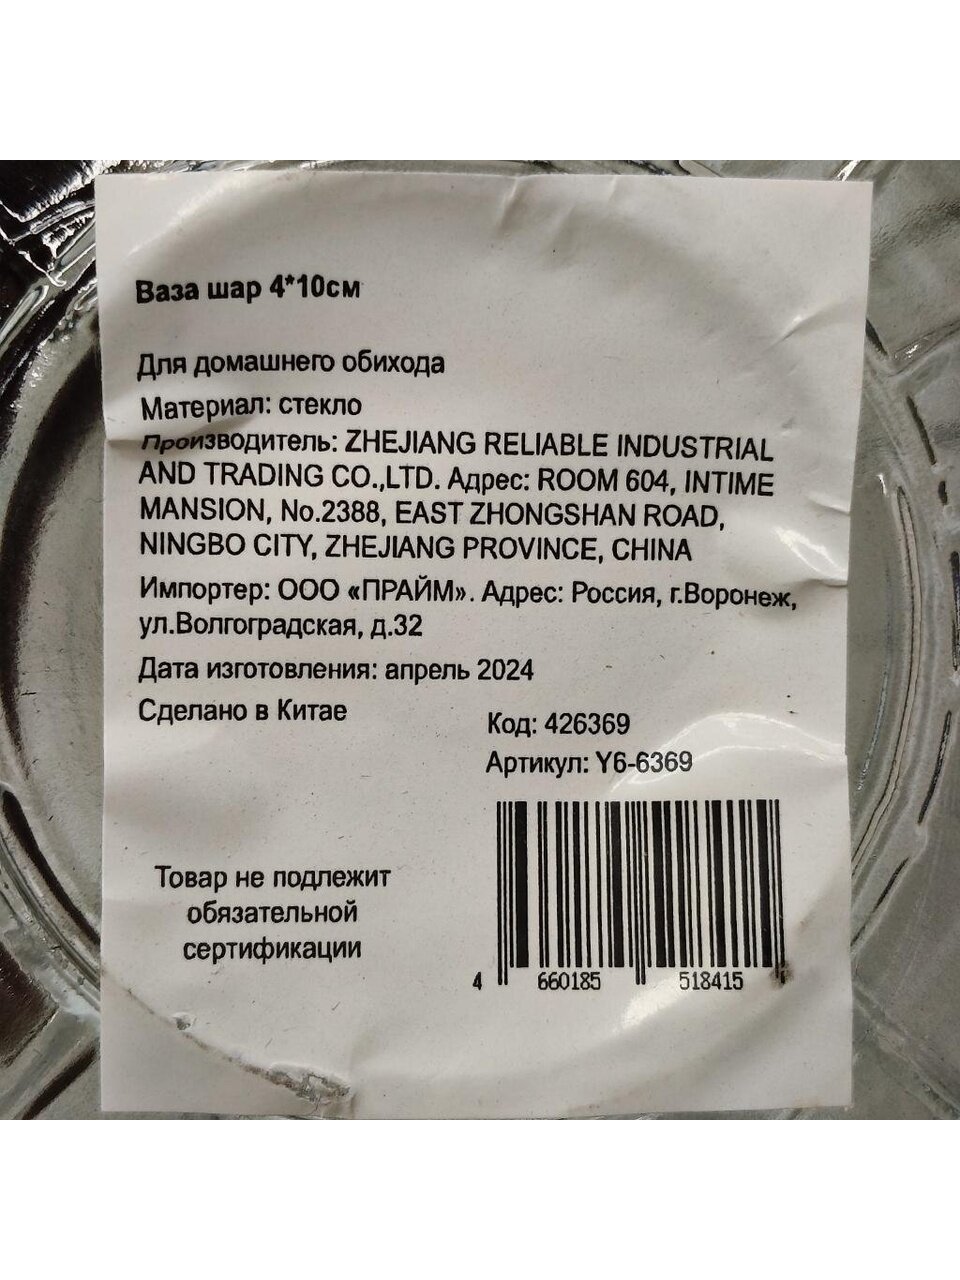 Ваза шар 4*10см
Для домашнего обихода
Материал: стекло
Производитель: ZHEJIANG RELIABLE INDUSTRIAL
AND TRADING CO.,LTD. Адрес: ROOM 604, INTIME
MANSION, No.2388, EAST ZHONGSHAN ROAD,
NINGBO CITY, ZHEJIANG PROVINCE, CHINA
Импортер: ООО «ПРАЙМ». Адрес: Россия, г.Воронеж,
ул.Волгоградская, д.32
Дата изготовления: апрель 2024
Сделано в Китае
Код: 426369
Артикул: Y6-6369
Товар не подлежит
обязательной
сертификации
4 660185 518415